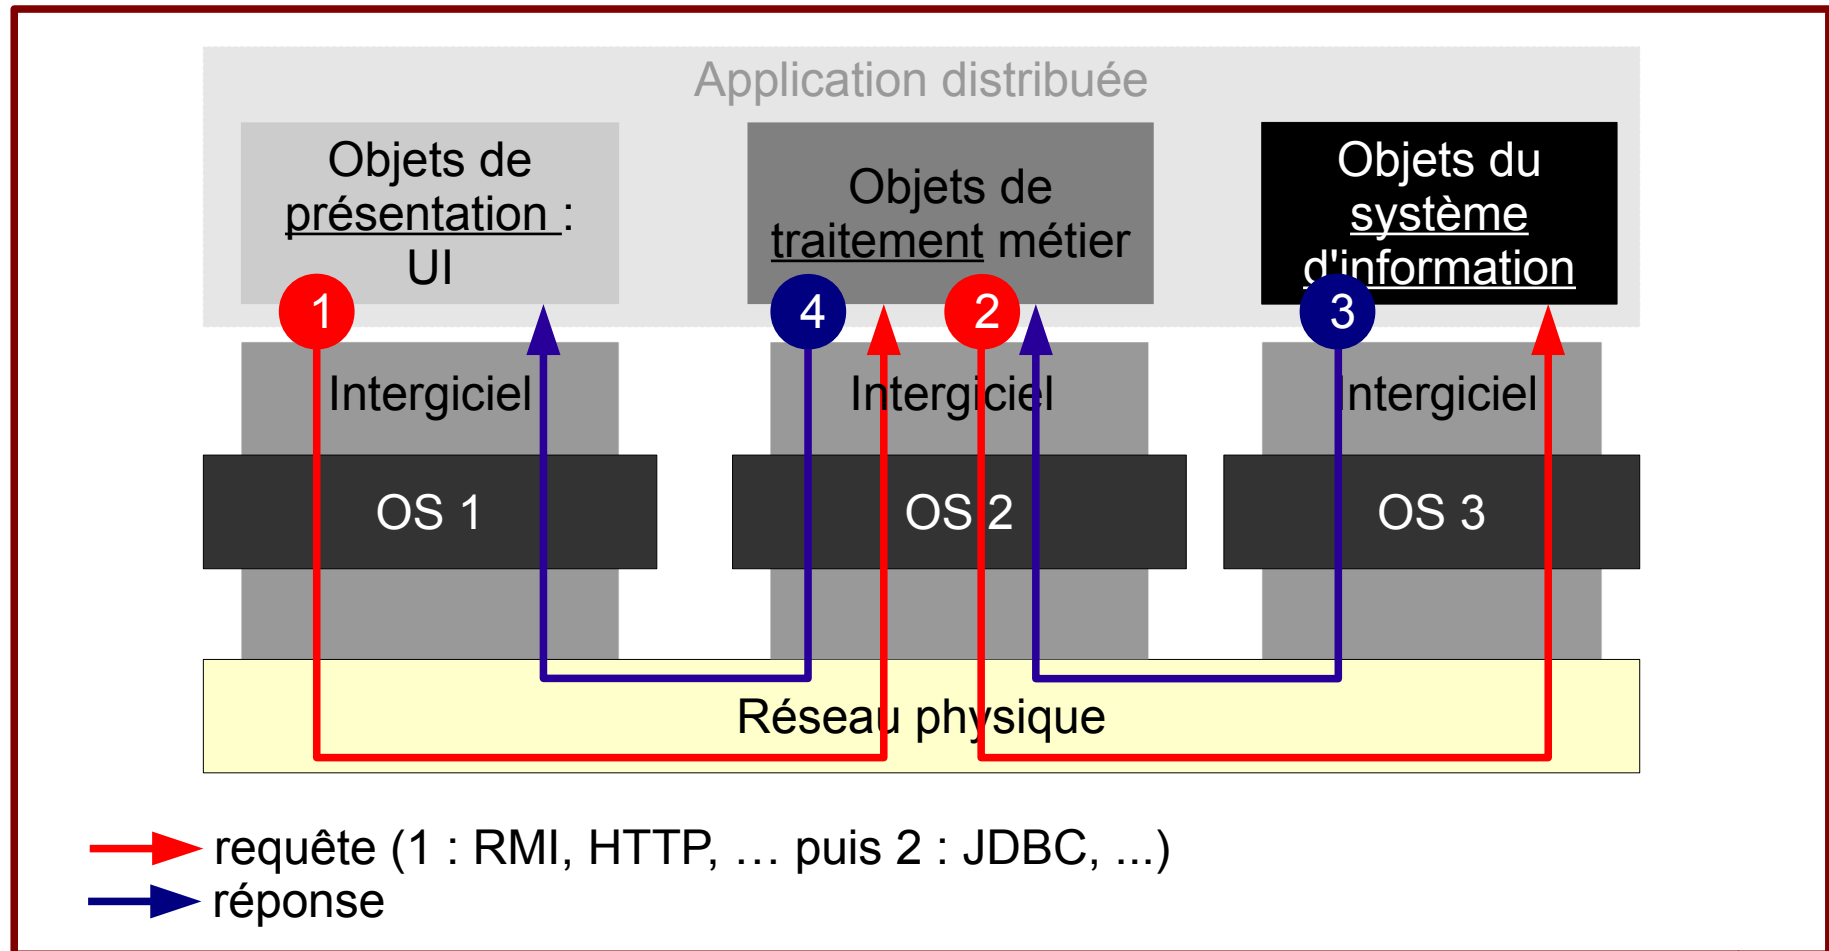 Application distribuée
Objets de
présentation :
UI
Objets de
traitement métier
Objets du
système
d'information
1
4
2
3
Intergiciel
Intergiciel
Intergiciel
OS 1
OS 2
OS 3
Réseau physique
requête (1 : RMI, HTTP, … puis 2 : JDBC, ...)
réponse